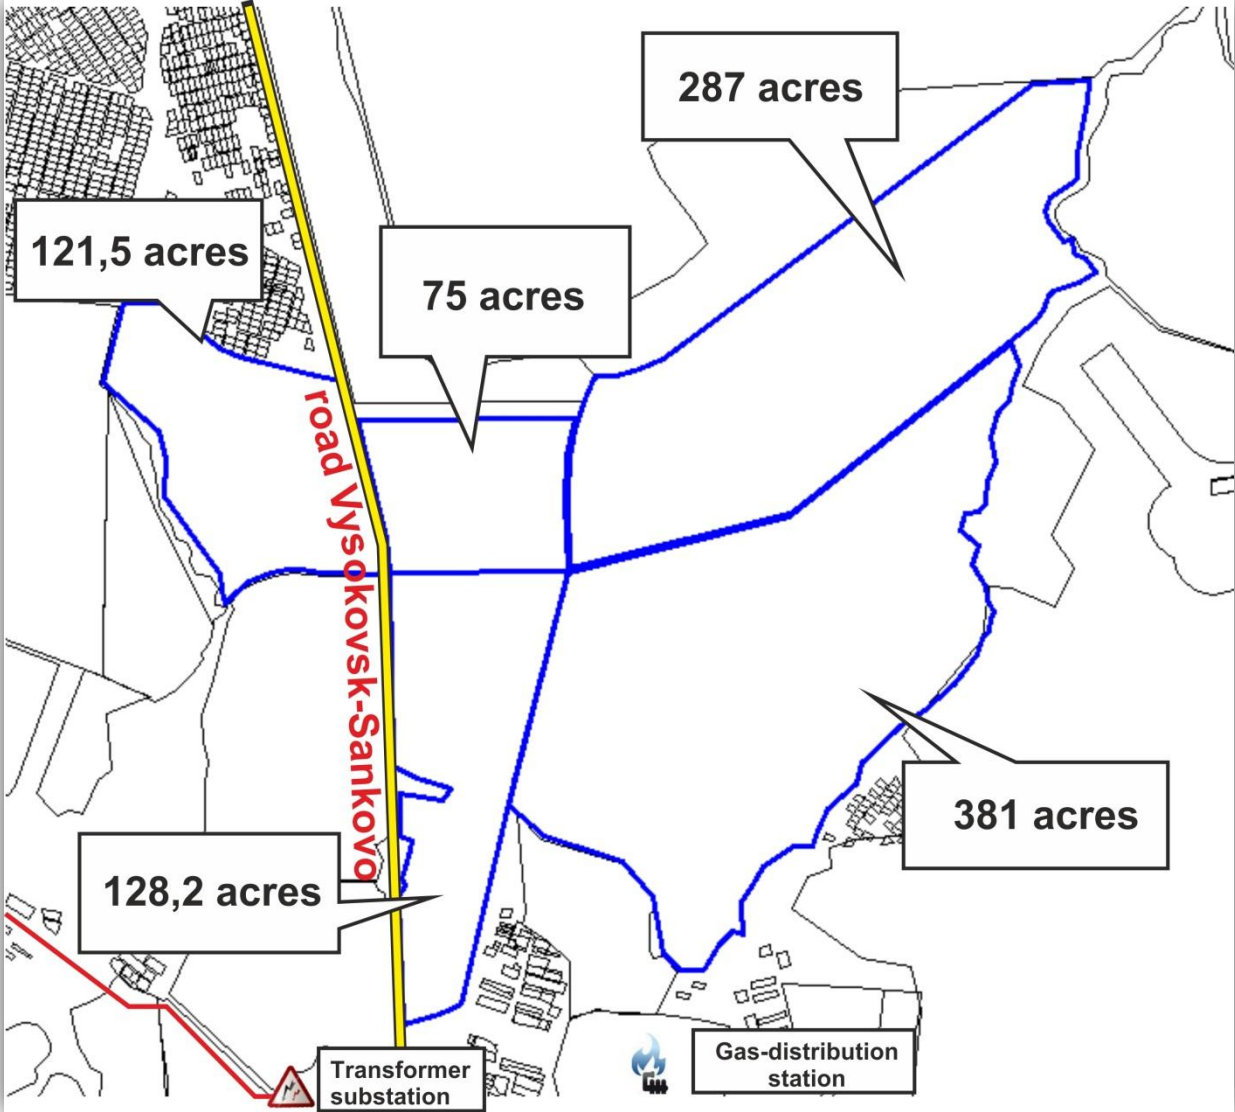 287 acres
121,5 acres
75 acres
road Vysokovsk-Sankovo
381 acres
128,2 acres
Transformer
substation
Gas-distribution
station